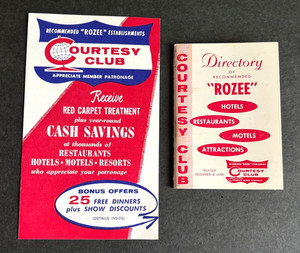 RECOMMENDED "ROZEE" ESTABLISHMENTS
COURTESY
CLUB
APPRECIATE MEMBER PATRONAGE
Receive
RED CARPET TREATMENT
plus year-round
CASH SAVINGS
at thousands of
RESTAURANTS
HOTELS • MOTELS • RESORTS
who appreciate your patronage
BONUS OFFERS
25 FREE DINNERS
plus SHOW DISCOUNTS
(DETAILS INSIDE)
COURTESY CLUB
Directory
OF
RECOMMENDED
"ROZEE"
HOTELS
RESTAURANTS
MOTELS
ATTRACTIONS
COURTESY
CLUB